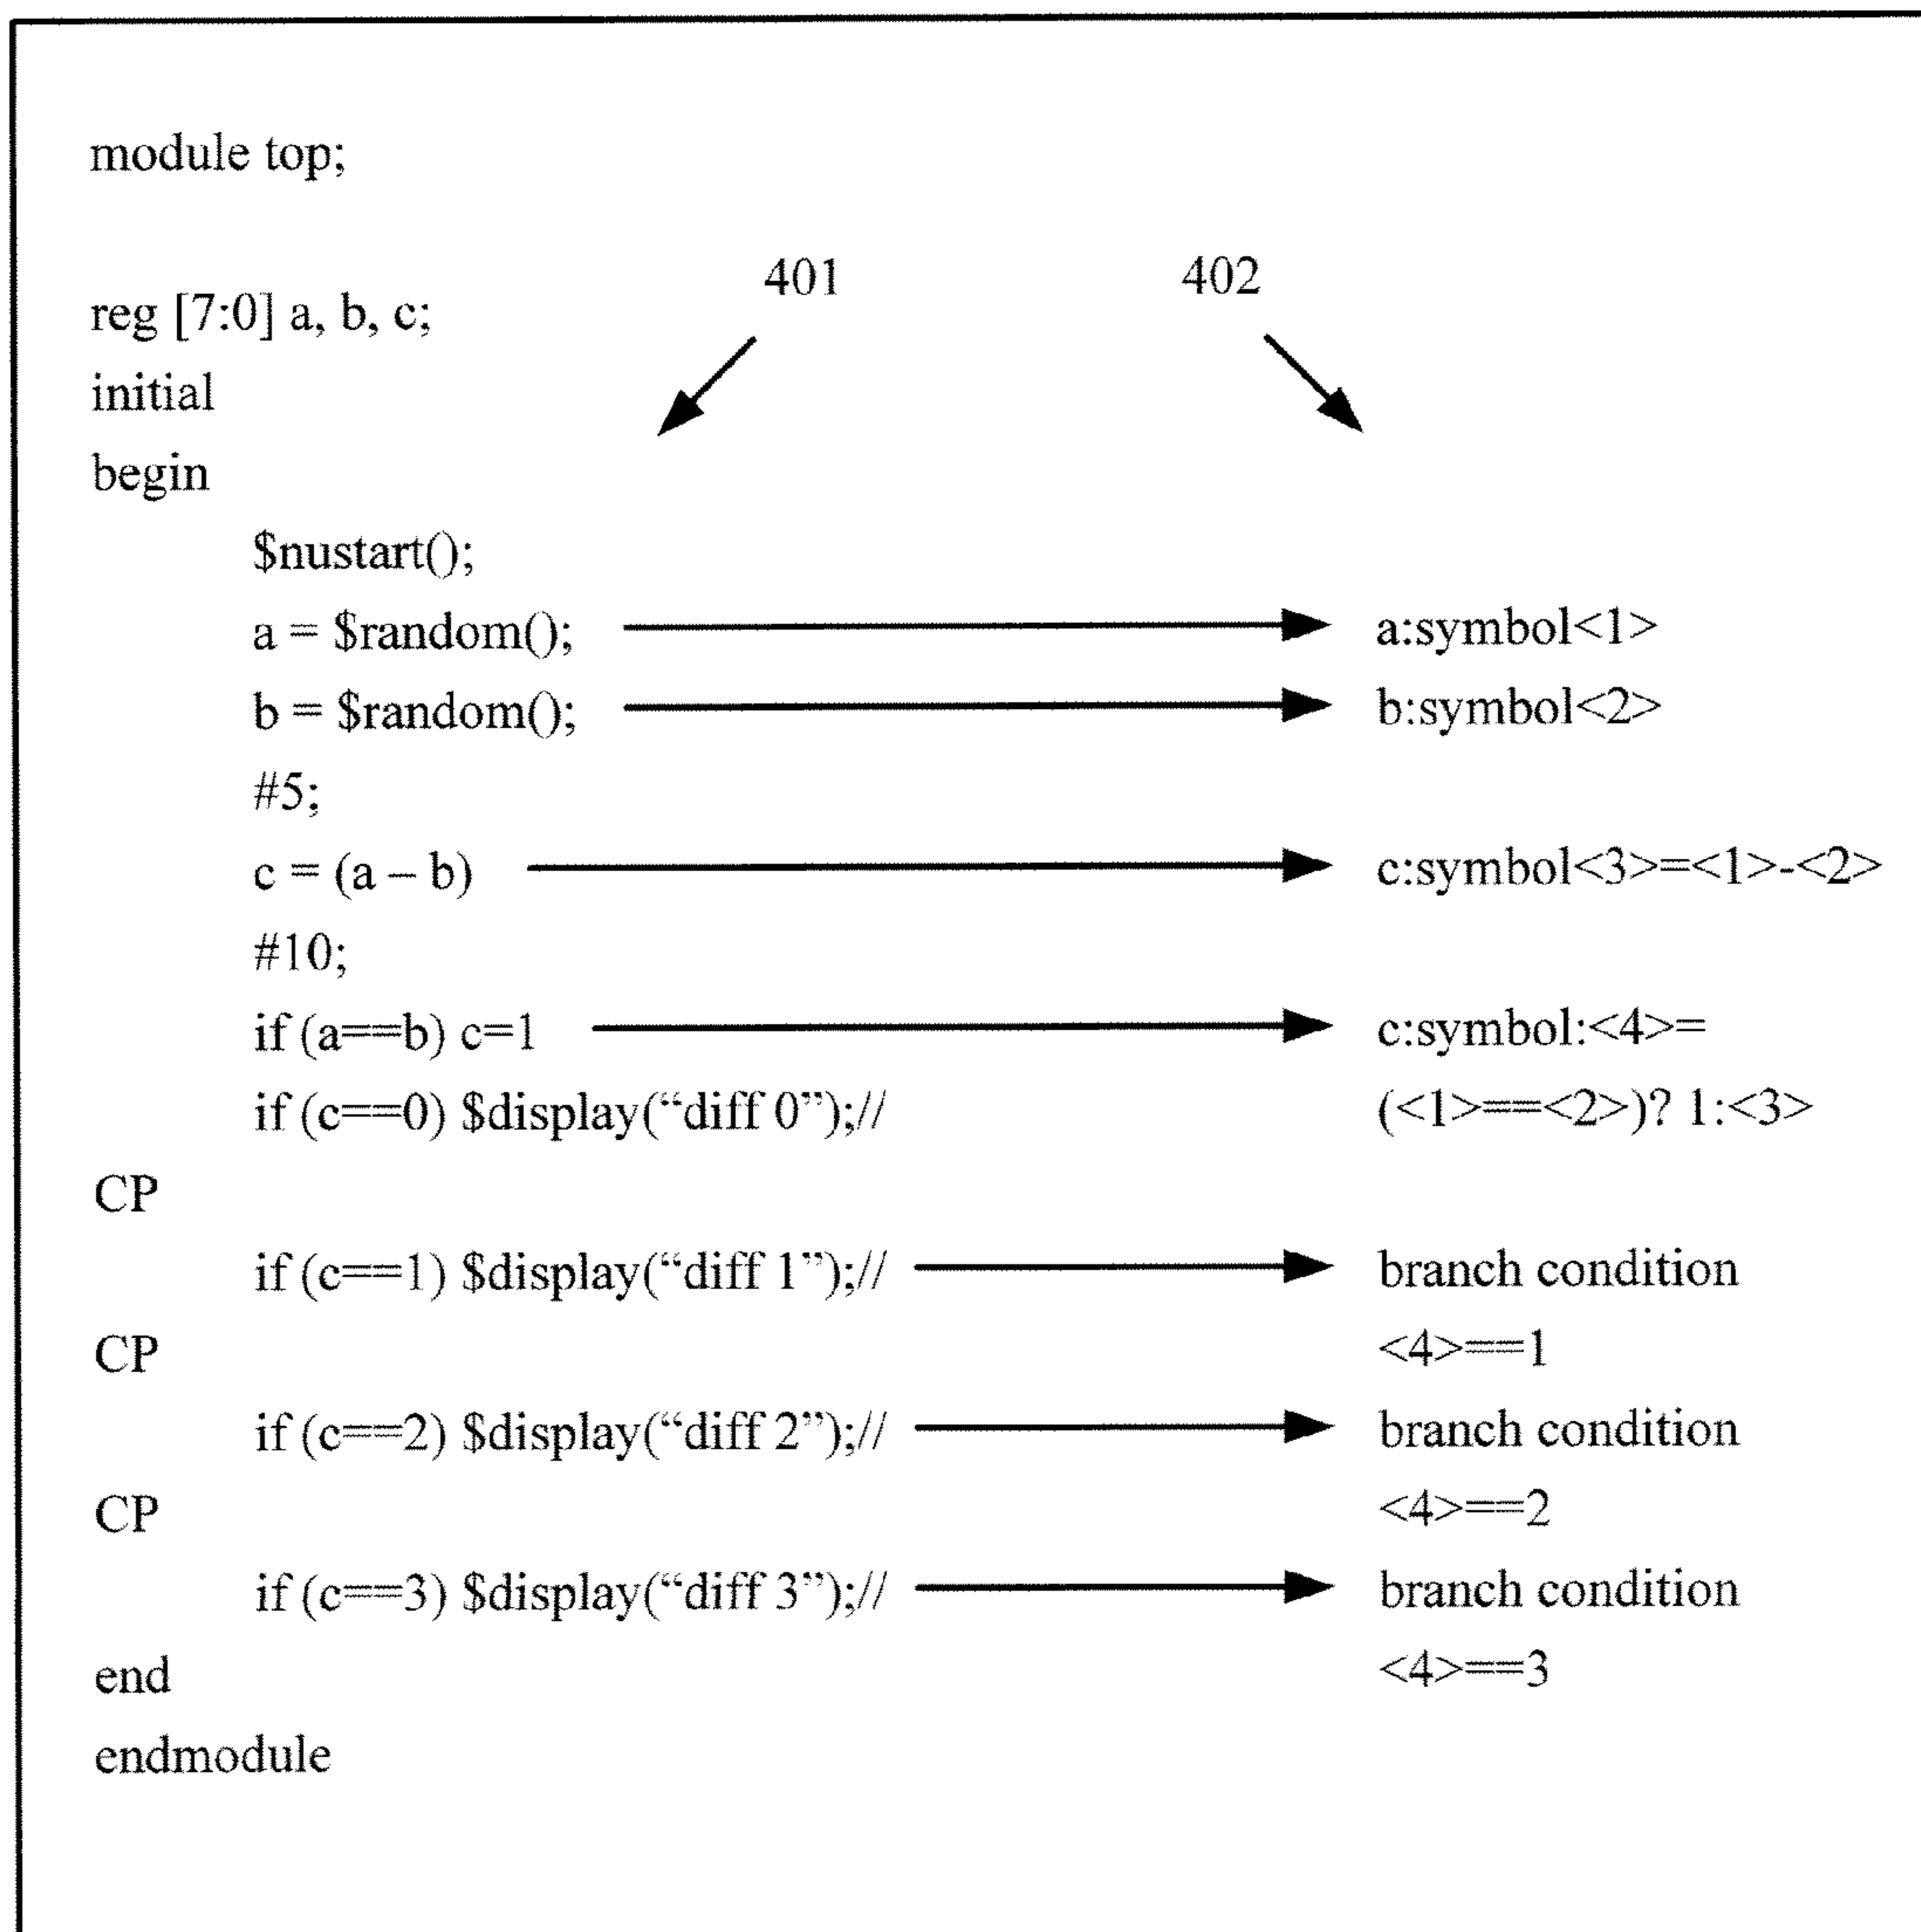 module top;
401 402
reg [7:0] a, b, c;
initial
begin
$nustart();
a = $random(); a:symbol<1>
b = $random(); b:symbol<2>
#5;
c = (a – b) c:symbol<3>=<1>-<2>
#10;
if (a==b) c=1 c:symbol:<4>=
if (c==0) $display(“diff 0”);// (<1>==<2>)? 1:<3>
CP
if (c==1) $display(“diff 1”);// branch condition
CP <4>==1
if (c==2) $display(“diff 2”);// branch condition
CP <4>==2
if (c==3) $display(“diff 3”);// branch condition
end <4>==3
endmodule